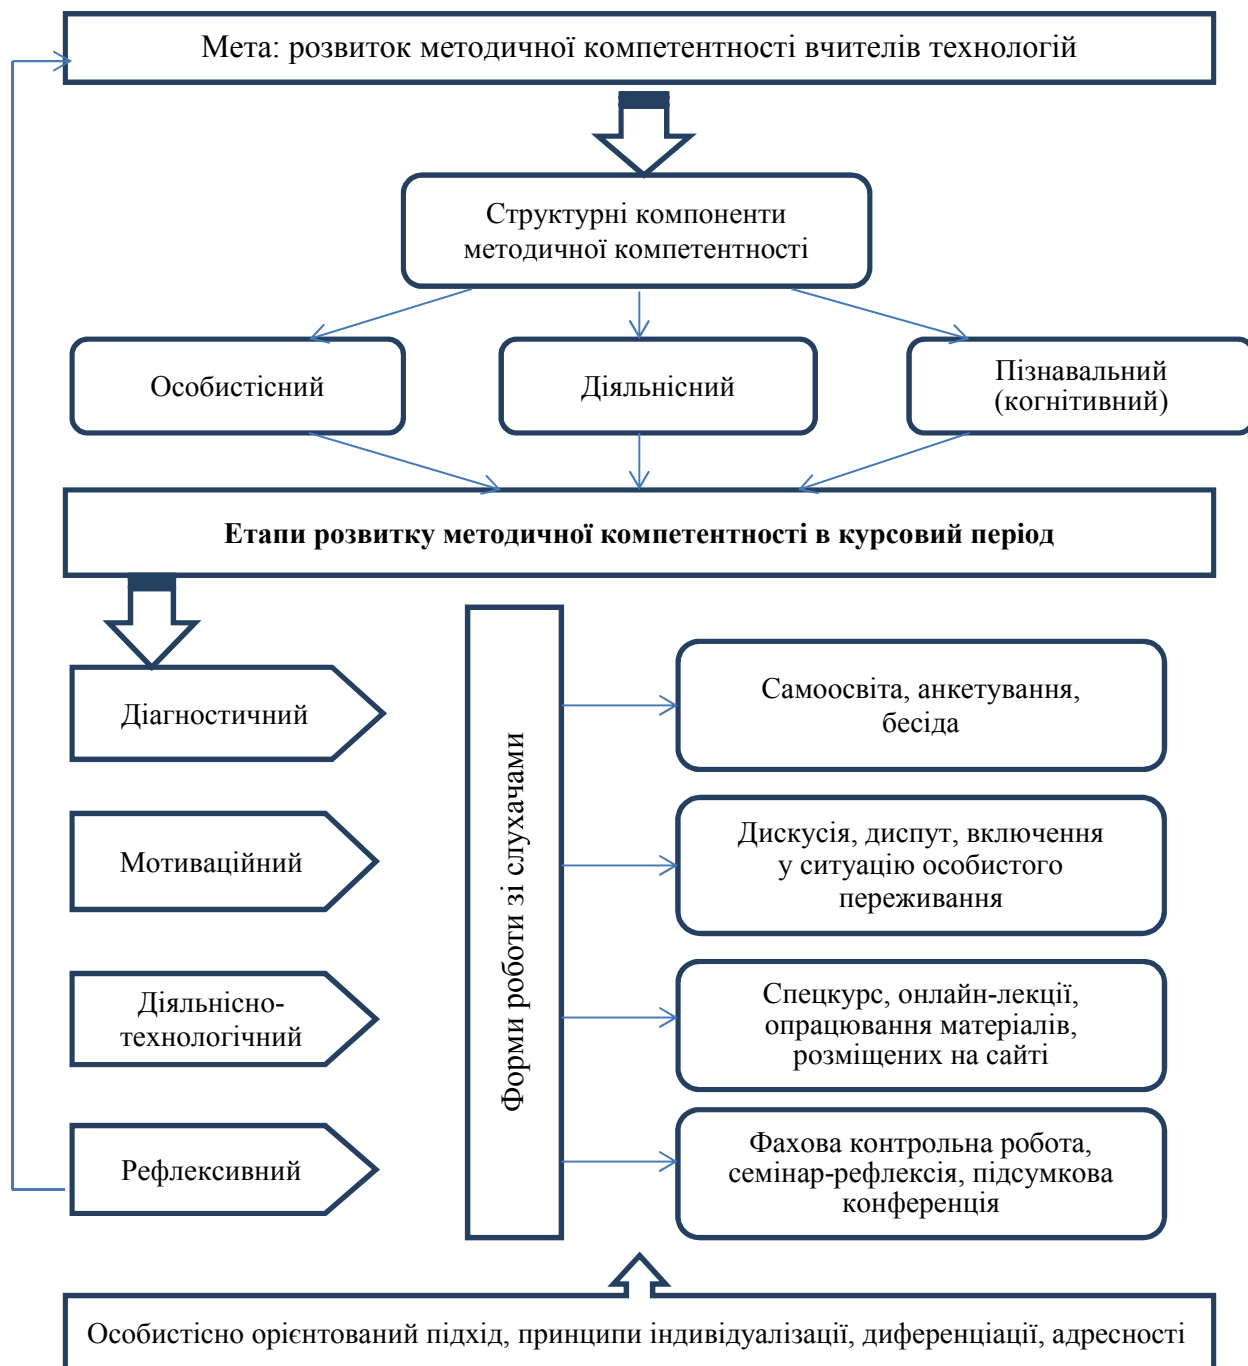 Мета: розвиток методичної компетентності вчителів технологій
Структурні компоненти
методичної компетентності
Особистісний
Діяльнісний
Пізнавальний
(когнітивний)
Етапи розвитку методичної компетентності в курсовий період
Діагностичний
Мотиваційний
Діяльнісно-
технологічний
Рефлексивний
Форми роботи зі слухачами
Самоосвіта, анкетування,
бесіда
Дискусія, диспут, включення
у ситуацію особистого
переживання
Спецкурс, онлайн-лекції,
опрацювання матеріалів,
розміщених на сайті
Фахова контрольна робота,
семінар-рефлексія, підсумкова
конференція
Особистісно орієнтований підхід, принципи індивідуалізації, диференціації, адресності